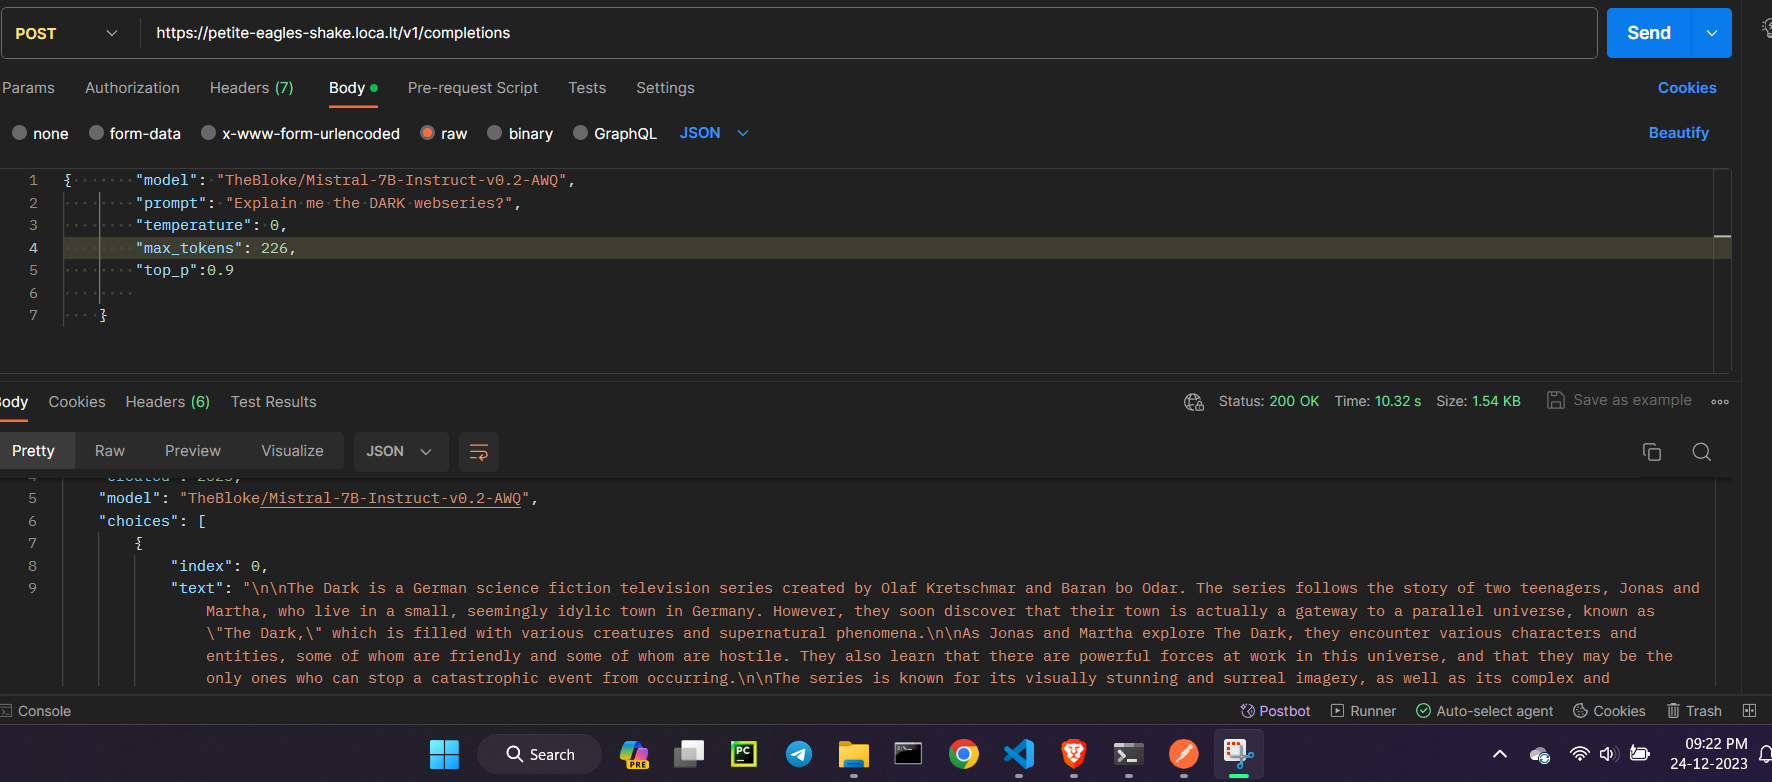 POST
https://petite-eagles-shake.loca.lt/v1/completions
Send
Params Authorization Headers (7) Body Pre-request Script Tests Settings Cookies
none form-data x-www-form-urlencoded raw binary GraphQL JSON Beautify
1 { "model": "TheBloke/Mistral-7B-Instruct-v0.2-AWQ",
2 "prompt": "Explain me the DARK webseries?",
3 "temperature": 0,
4 "max_tokens": 226,
5 "top_p":0.9
6
7 }
Body Cookies Headers (6) Test Results Status: 200 OK Time: 10.32 s Size: 1.54 KB Save as example
Pretty Raw Preview Visualize JSON
4 "created": 2023,
5 "model": "TheBloke/Mistral-7B-Instruct-v0.2-AWQ",
6 "choices": [
7 {
8 "index": 0,
9 "text": "\n\nThe Dark is a German science fiction television series created by Olaf Kretschmar and Baran bo Odar. The series follows the story of two teenagers, Jonas and
Martha, who live in a small, seemingly idylic town in Germany. However, they soon discover that their town is actually a gateway to a parallel universe, known as
\"The Dark,\" which is filled with various creatures and supernatural phenomena.\n\nAs Jonas and Martha explore The Dark, they encounter various characters and
entities, some of whom are friendly and some of whom are hostile. They also learn that there are powerful forces at work in this universe, and that they may be the
only ones who can stop a catastrophic event from occurring.\n\nThe series is known for its visually stunning and surreal imagery, as well as its complex and
Console Postbot Runner Auto-select agent Cookies Trash
Search PRE PC 09:22 PM
24-12-2023